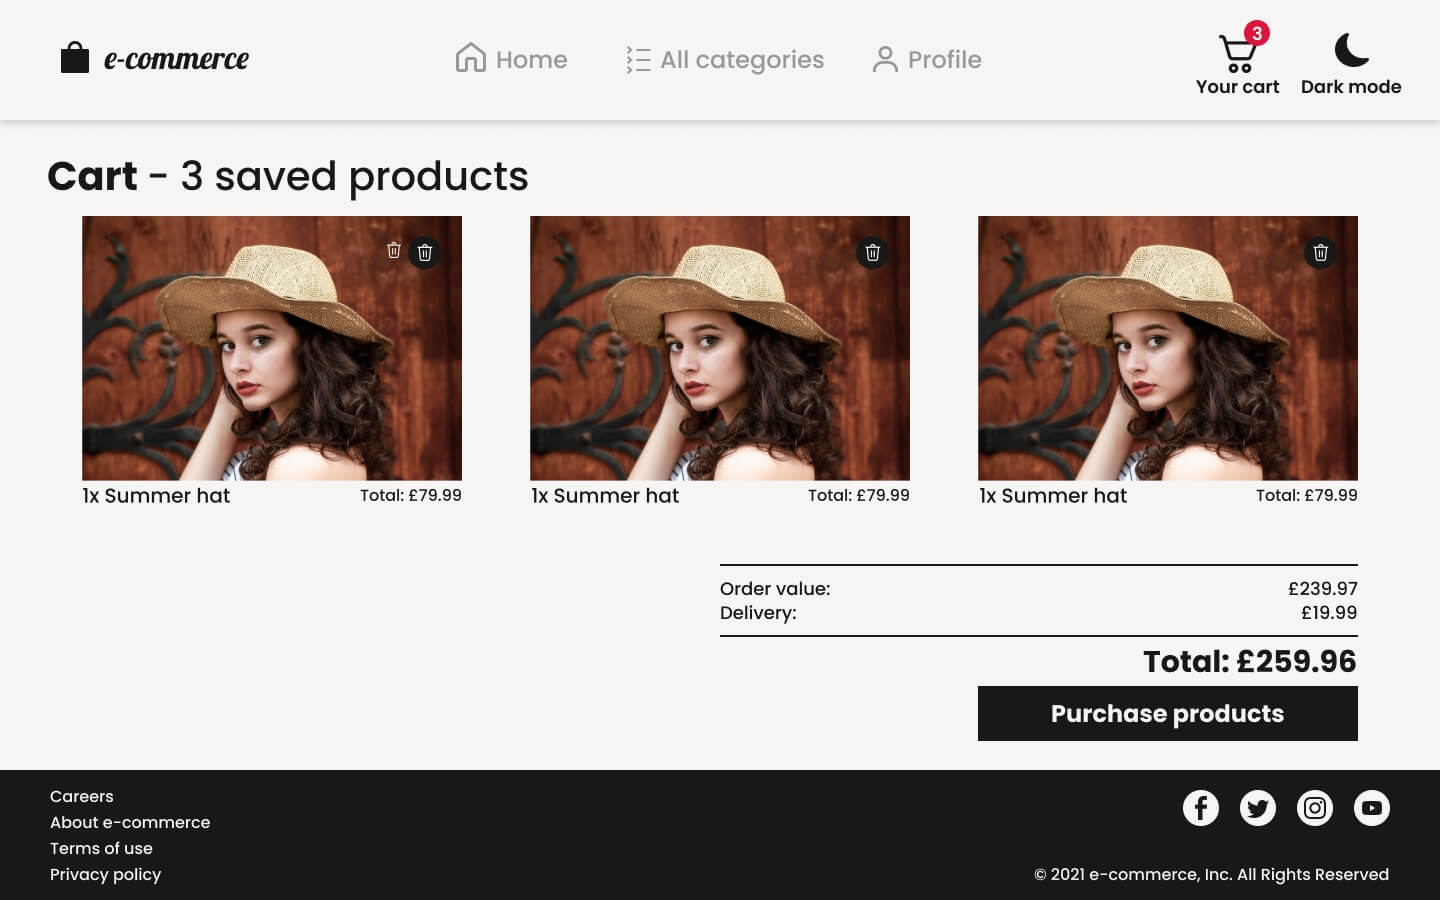 e-commerce
Home
All categories
Profile
3
Your cart
Dark mode
Cart - 3 saved products
1x Summer hat
Total: £79.99
1x Summer hat
Total: £79.99
1x Summer hat
Total: £79.99
Order value: £239.97
Delivery: £19.99
Total: £259.96
Purchase products
Careers
About e-commerce
Terms of use
Privacy policy
© 2021 e-commerce, Inc. All Rights Reserved